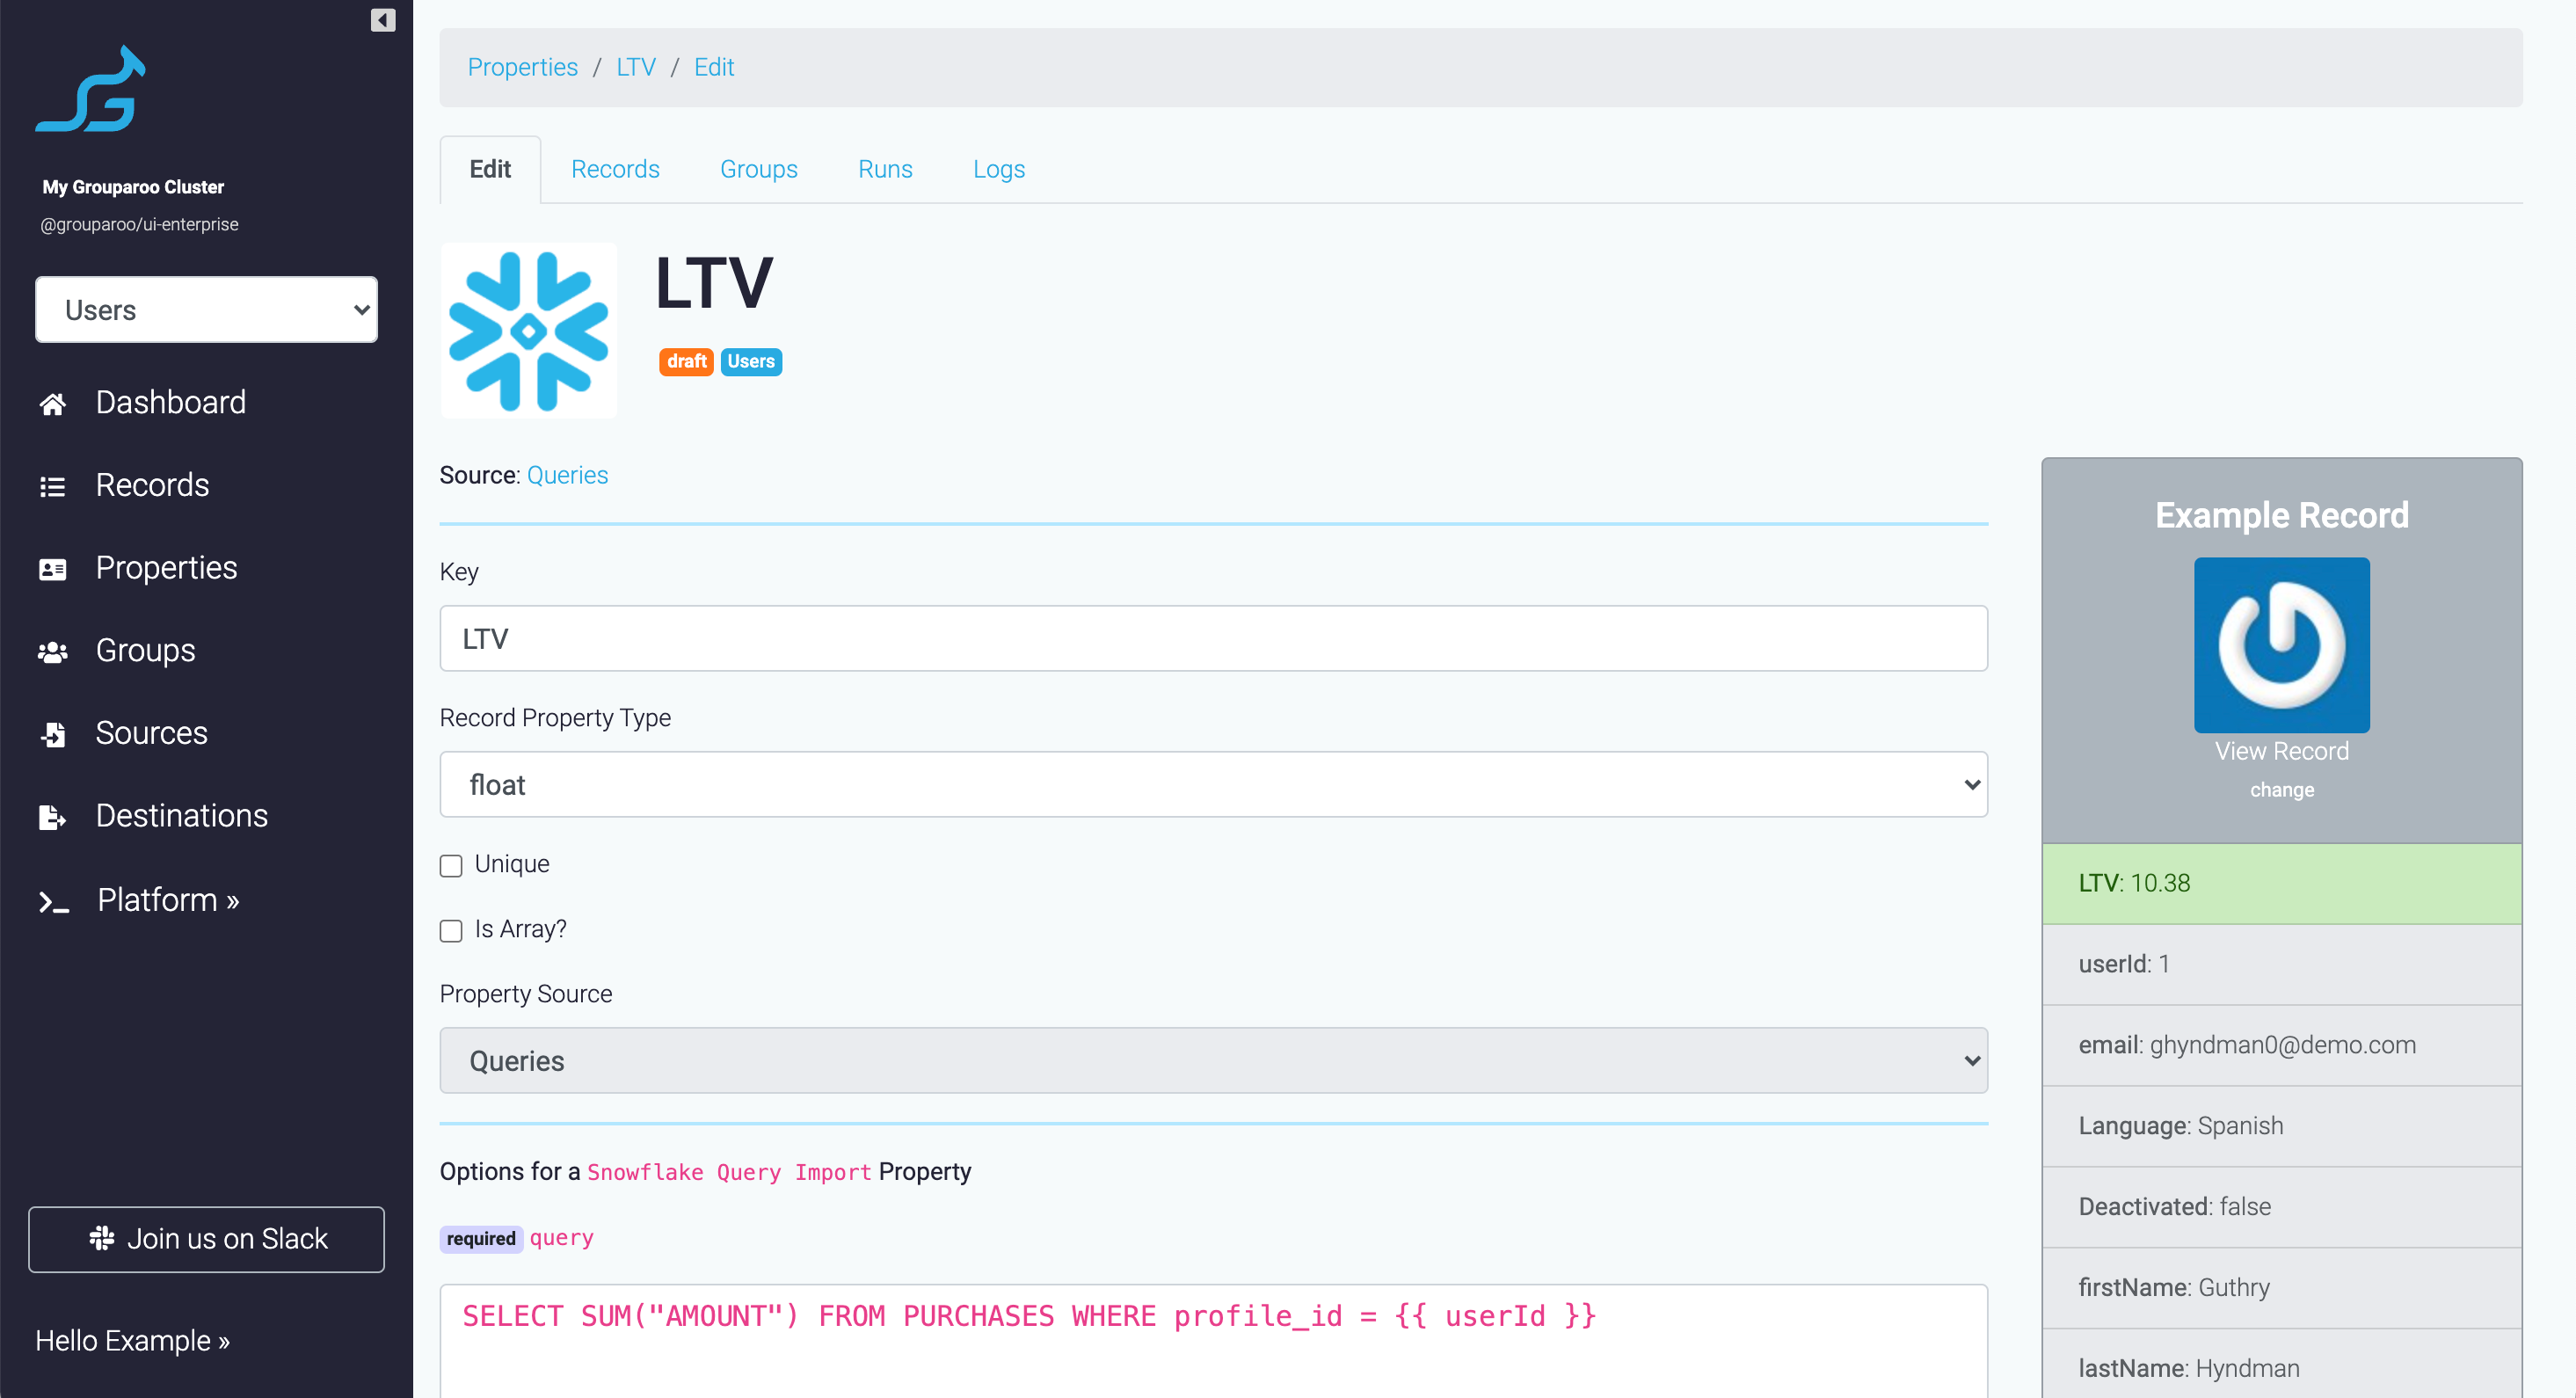 My Grouparoo Cluster
@grouparoo/ui-enterprise
Users
Dashboard
Records
Properties
Groups
Sources
Destinations
Platform »
Join us on Slack
Hello Example »
Properties / LTV / Edit
Edit Records Groups Runs Logs
LTV
draft Users
Source: Queries
Key
LTV
Record Property Type
float
Unique
Is Array?
Property Source
Queries
Options for a Snowflake Query Import Property
required query
SELECT SUM("AMOUNT") FROM PURCHASES WHERE profile_id = {{ userId }}
Example Record
View Record
change
LTV: 10.38
userId: 1
email: ghyndman0@demo.com
Language: Spanish
Deactivated: false
firstName: Guthry
lastName: Hyndman